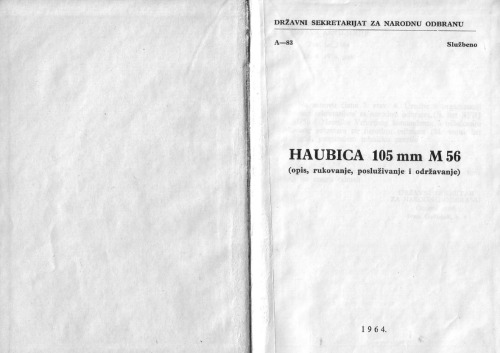 DRŽAVNI SEKRETARIJAT ZA NARODNU ODBRANU
A—83 Službeno
HAUBICA 105 mm M 56
(opis, rukovanje, posluživanje i održavanje)
1964.